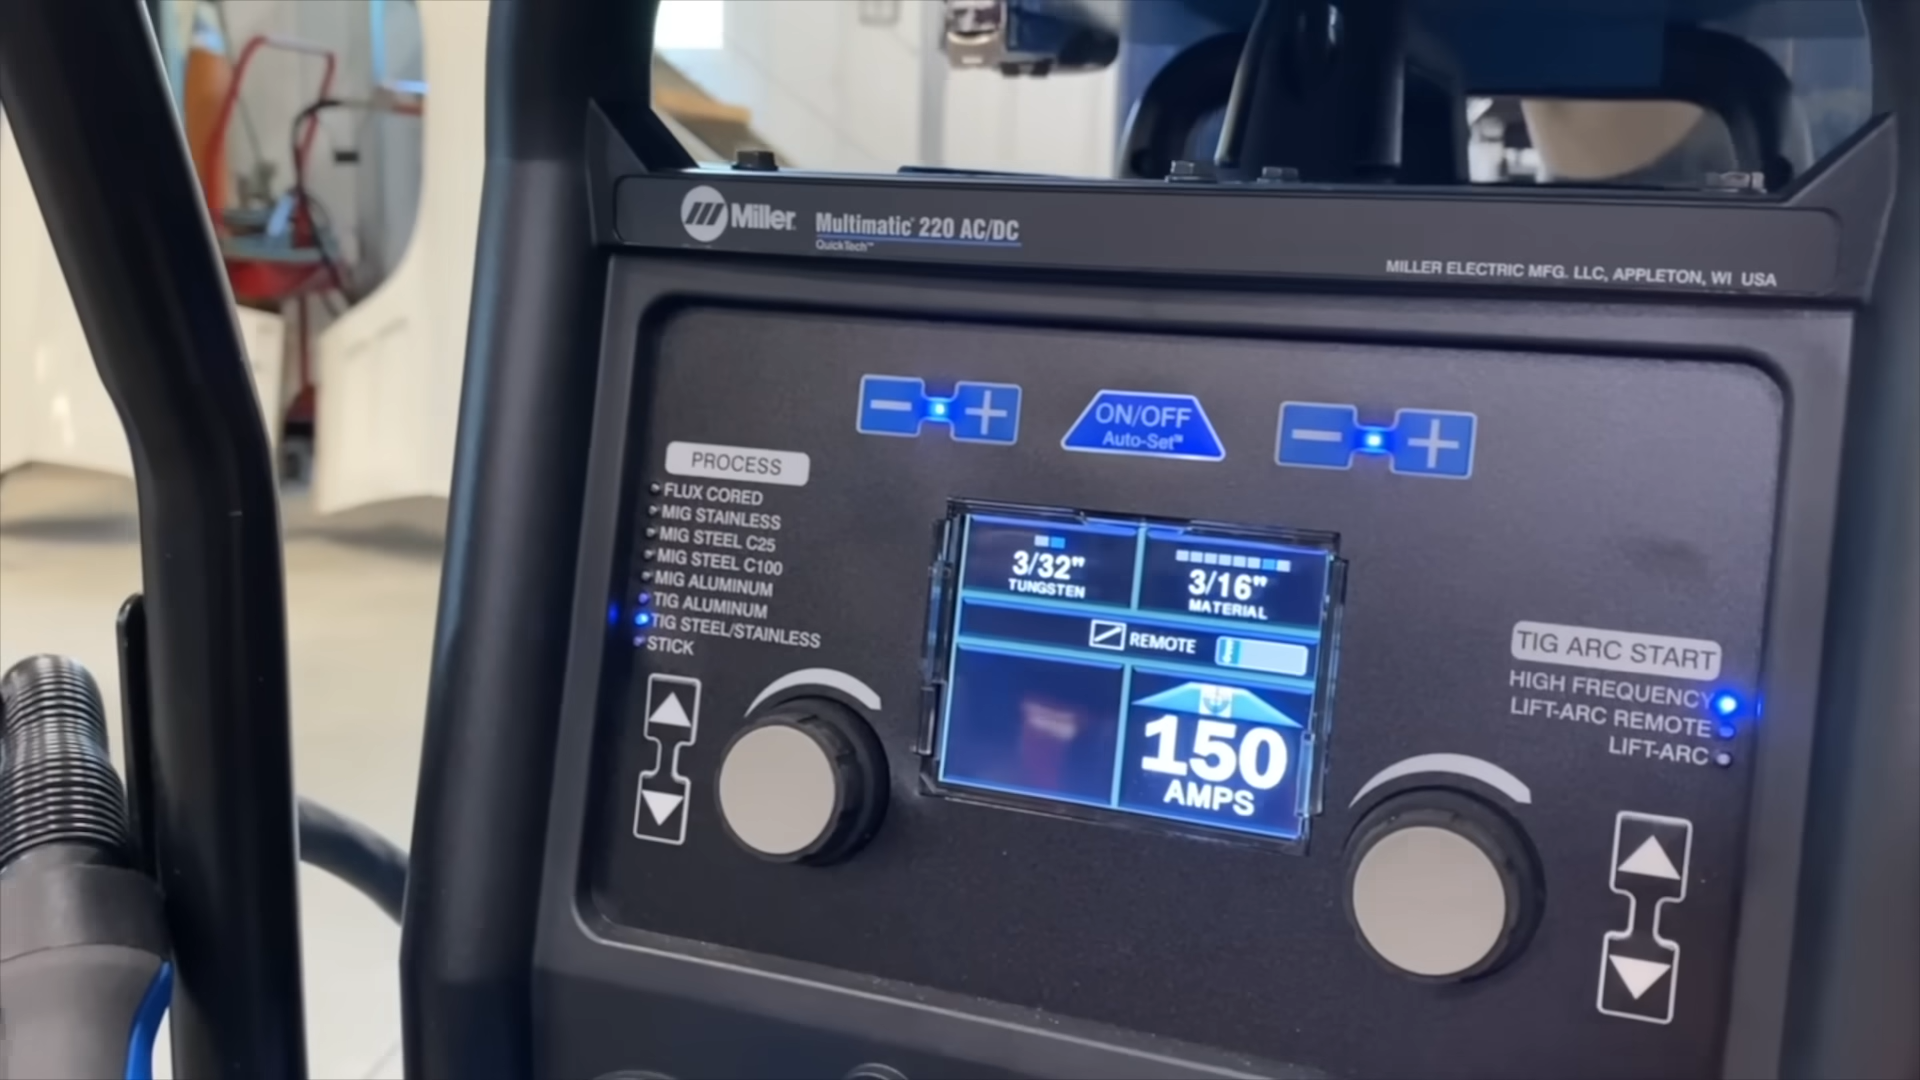 Miller Multimatic® 220 AC/DC
QuickTech™
MILLER ELECTRIC MFG. LLC, APPLETON, WI USA
ON/OFF
Auto-Set™
PROCESS
FLUX CORED
MIG STAINLESS
MIG STEEL C25
MIG STEEL C100
MIG ALUMINUM
TIG ALUMINUM
TIG STEEL/STAINLESS
STICK
3/32"
TUNGSTEN
3/16"
MATERIAL
REMOTE
150
AMPS
TIG ARC START
HIGH FREQUENCY
LIFT-ARC REMOTE
LIFT-ARC